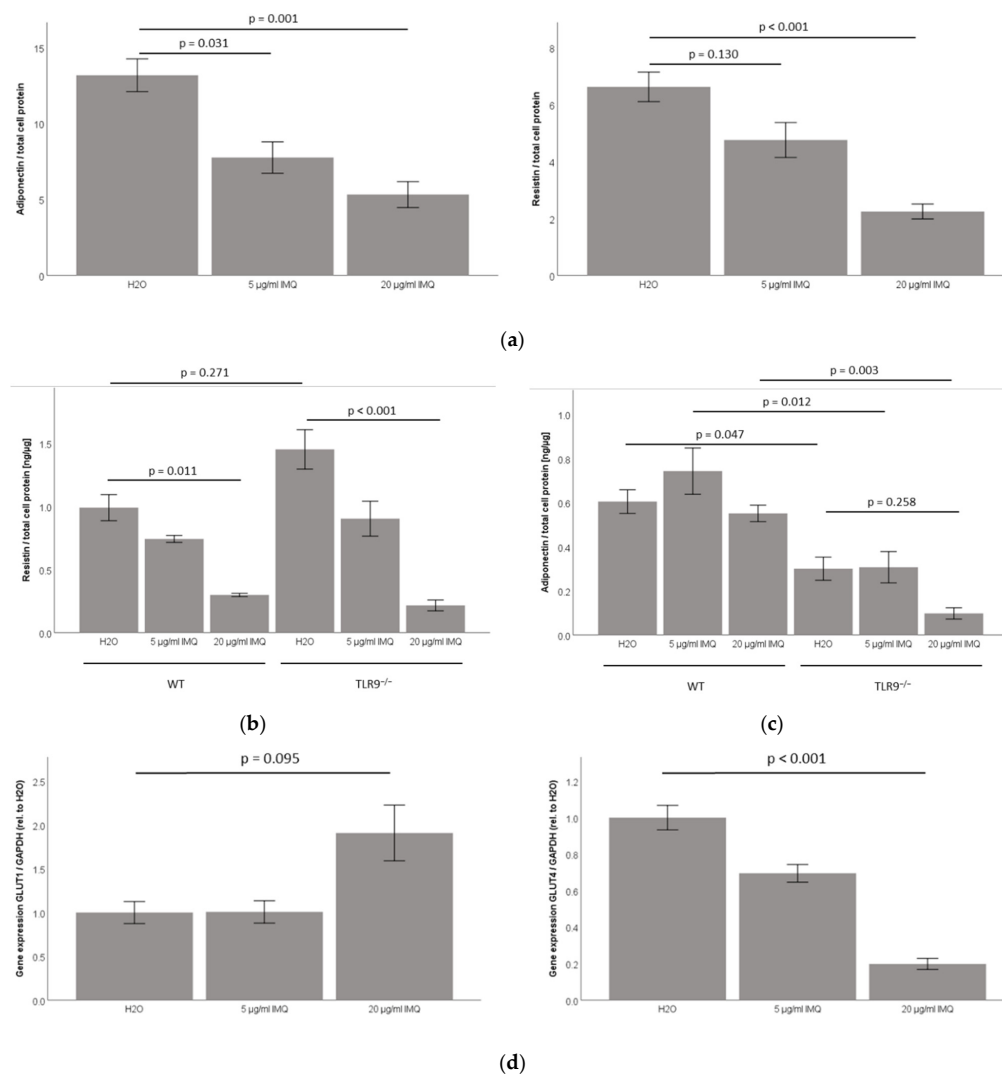 p = 0.001
p = 0.031
Adiponectin / total cell protein
15
10
5
0
H2O
5 µg/ml IMQ
20 µg/ml IMQ
p < 0.001
p = 0.130
Resistin / total cell protein
8
6
4
2
0
H2O
5 µg/ml IMQ
20 µg/ml IMQ
(a)
p = 0.271
p < 0.001
p = 0.011
Resistin / total cell protein [ng/µg]
1.5
1.0
0.5
0.0
H2O
5 µg/ml IMQ
20 µg/ml IMQ
H2O
5 µg/ml IMQ
20 µg/ml IMQ
WT
TLR9⁻/⁻
(b)
p = 0.003
p = 0.012
p = 0.047
p = 0.258
Adiponectin / total cell protein [ng/µg]
1.0
0.8
0.6
0.4
0.2
0.0
H2O
5 µg/ml IMQ
20 µg/ml IMQ
H2O
5 µg/ml IMQ
20 µg/ml IMQ
WT
TLR9⁻/⁻
(c)
p = 0.095
Gene expression GLUT1 / GAPDH (rel. to H2O)
2.5
2.0
1.5
1.0
0.5
0.0
H2O
5 µg/ml IMQ
20 µg/ml IMQ
p < 0.001
Gene expression GLUT4 / GAPDH (rel. to H2O)
1.2
1.0
0.8
0.6
0.4
0.2
0.0
H2O
5 µg/ml IMQ
20 µg/ml IMQ
(d)